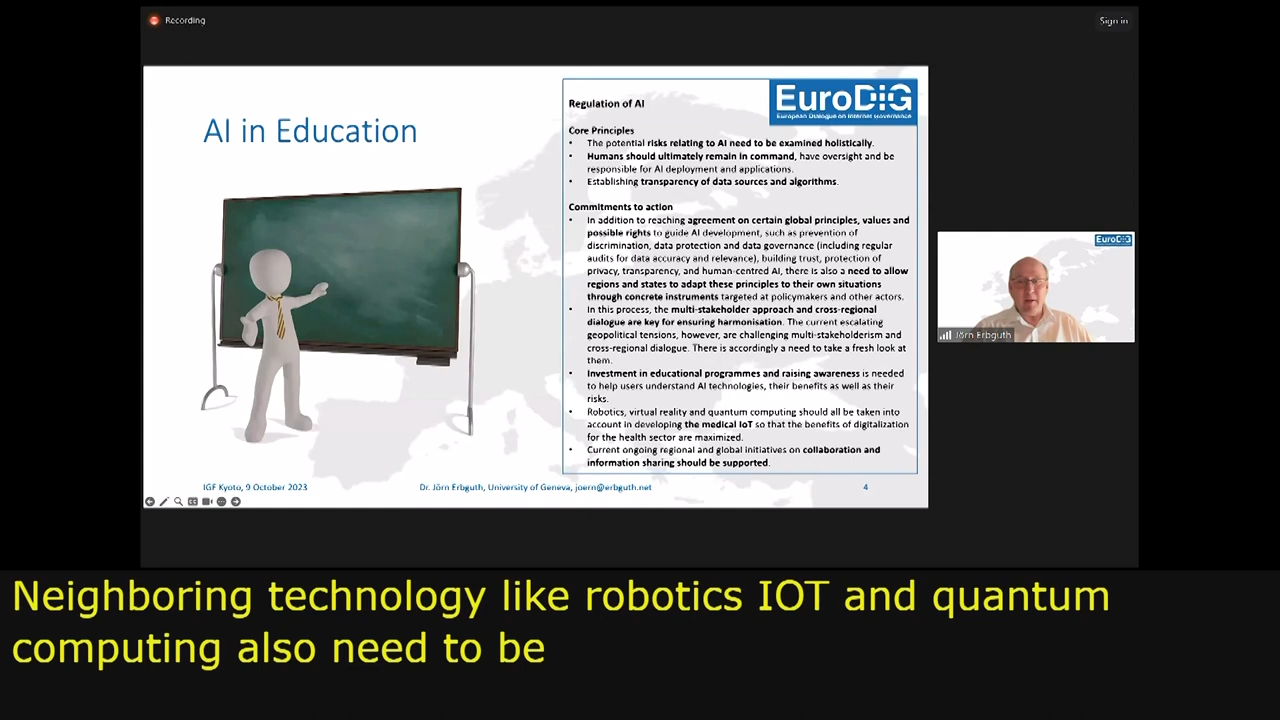 Recording
Sign in
AI in Education
EuroDIG
European Dialogue on Internet Governance
Regulation of AI
Core Principles
• The potential risks relating to AI need to be examined holistically.
• Humans should ultimately remain in command, have oversight and be
responsible for AI deployment and applications.
• Establishing transparency of data sources and algorithms.
Commitments to action
• In addition to reaching agreement on certain global principles, values and
possible rights to guide AI development, such as prevention of
discrimination, data protection and data governance (including regular
audits for data accuracy and relevance), building trust, protection of
privacy, transparency, and human-centred AI, there is also a need to allow
regions and states to adapt these principles to their own situations
through concrete instruments targeted at policymakers and other actors.
• In this process, the multi-stakeholder approach and cross-regional
dialogue are key for ensuring harmonisation. The current escalating
geopolitical tensions, however, are challenging multi-stakeholderism and
cross-regional dialogue. There is accordingly a need to take a fresh look at
them.
• Investment in educational programmes and raising awareness is needed
to help users understand AI technologies, their benefits as well as their
risks.
• Robotics, virtual reality and quantum computing should all be taken into
account in developing the medical IoT so that the benefits of digitalization
for the health sector are maximized.
• Current ongoing regional and global initiatives on collaboration and
information sharing should be supported.
IGF Kyoto, 9 October 2023
Dr. Jörn Erbguth, University of Geneva, joern@erbguth.net
4
EuroDIG
Jörn Erbguth
Neighboring technology like robotics IOT and quantum
computing also need to be